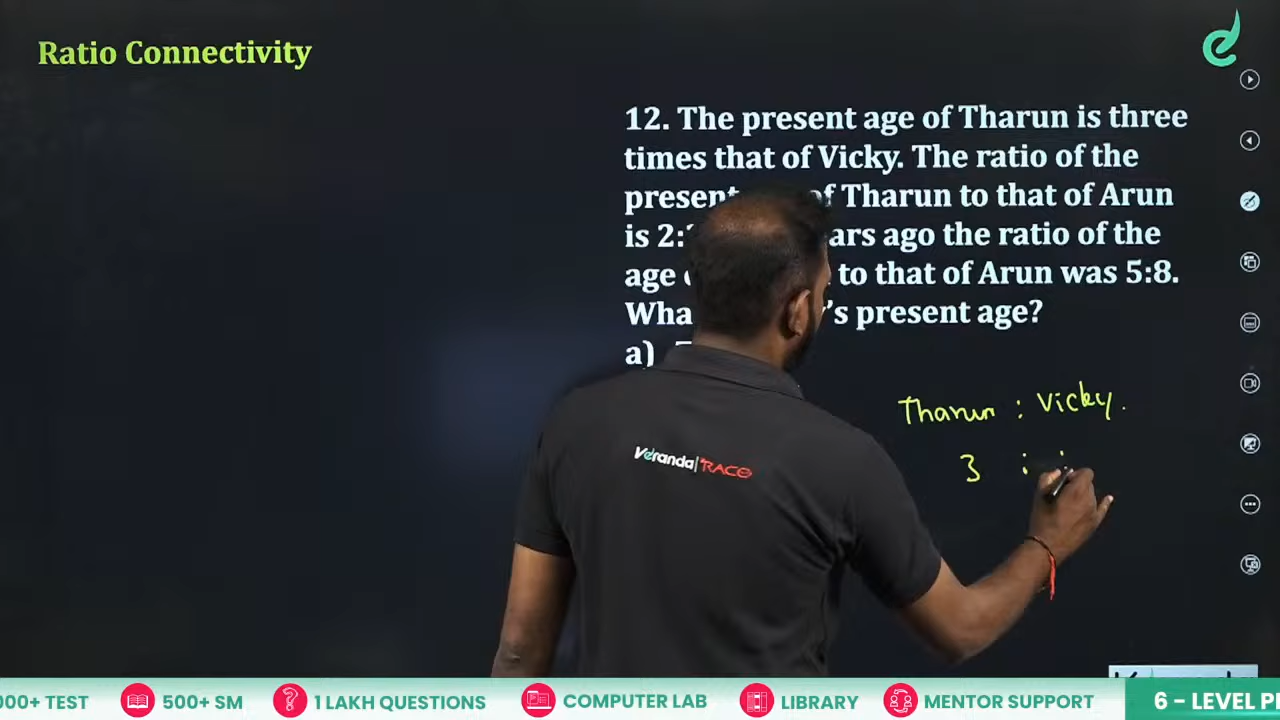 Ratio Connectivity
12. The present age of Tharun is three
times that of Vicky. The ratio of the
present of Tharun to that of Arun
is 2: ago the ratio of the
age to that of Arun was 5:8.
's present age?
a)
Tharun : Vicky.
3 :
Veranda|RACE
000+ TEST 500+ SM 1 LAKH QUESTIONS COMPUTER LAB LIBRARY MENTOR SUPPORT 6 – LEVEL